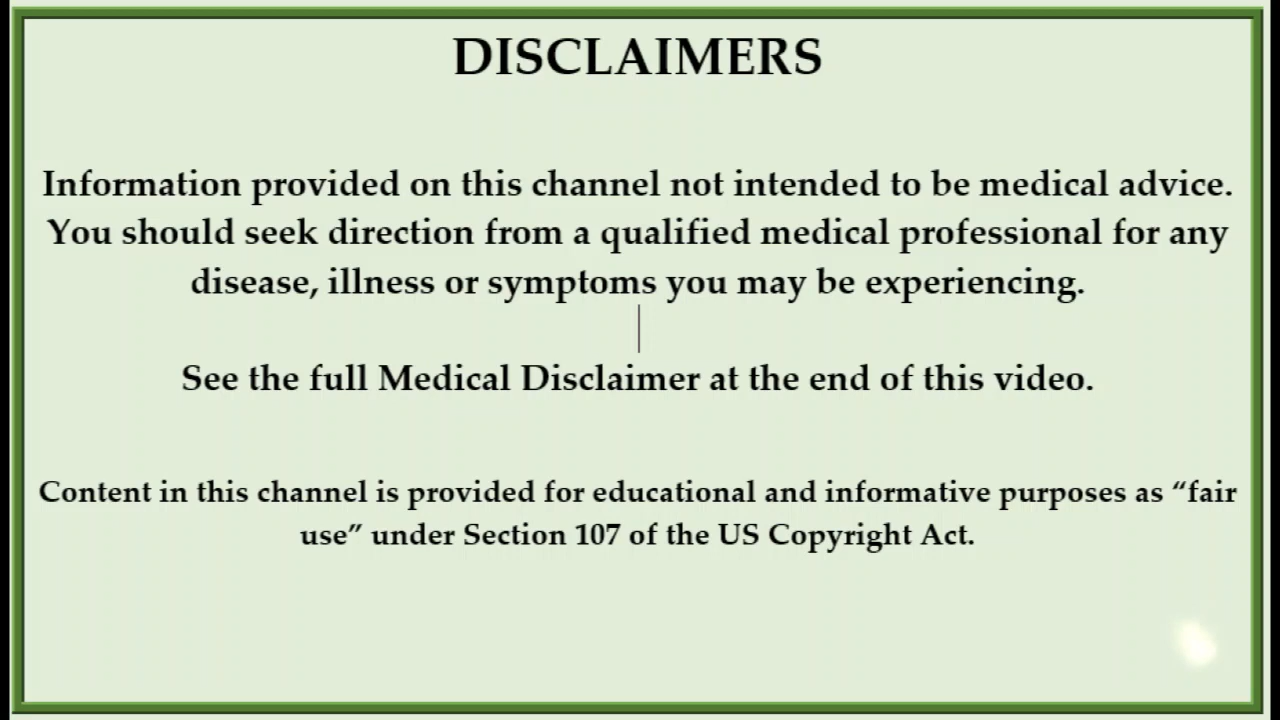 DISCLAIMERS
Information provided on this channel not intended to be medical advice.
You should seek direction from a qualified medical professional for any
disease, illness or symptoms you may be experiencing.
See the full Medical Disclaimer at the end of this video.
Content in this channel is provided for educational and informative purposes as “fair
use” under Section 107 of the US Copyright Act.